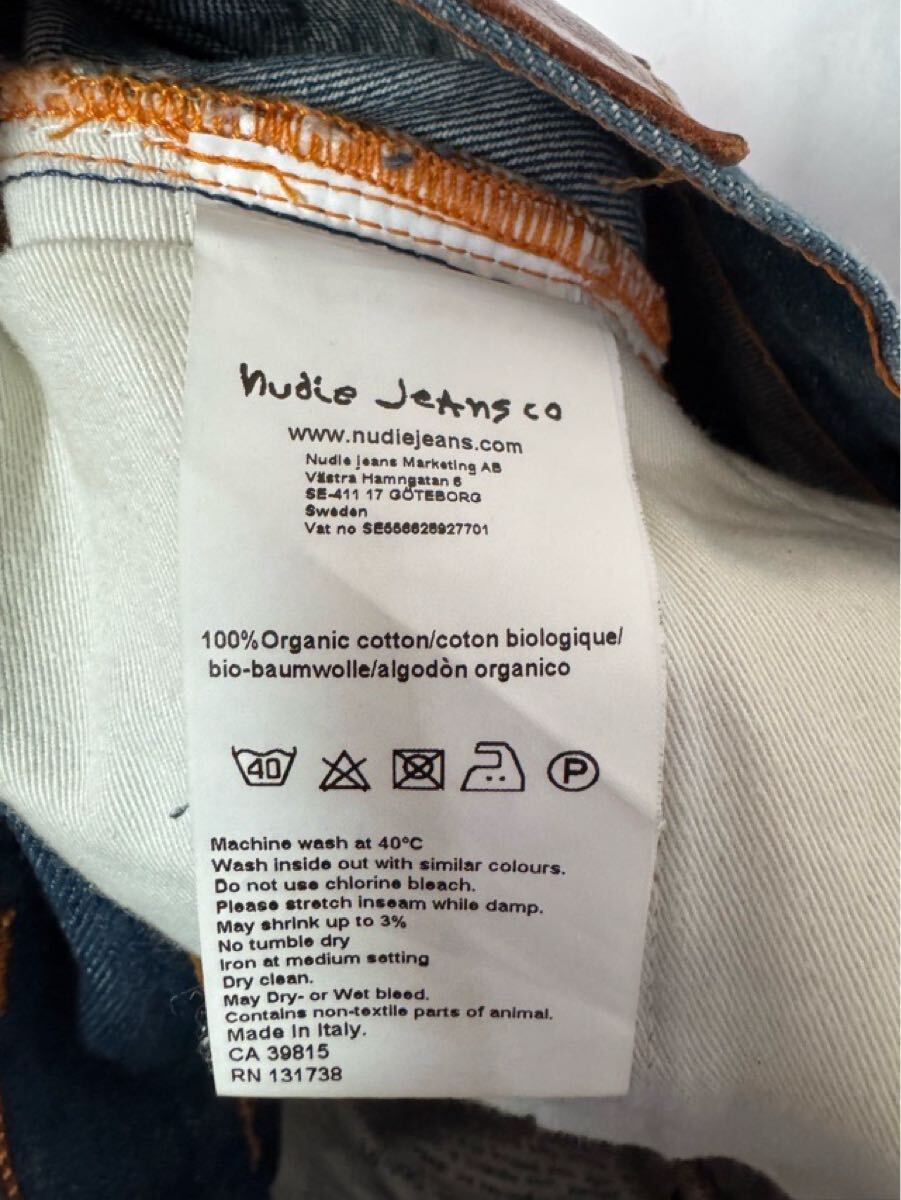 nudie Jeans co
www.nudiejeans.com
Nudie Jeans Marketing AB
Västra Hamngatan 6
SE-411 17 GÖTEBORG
Sweden
Vat no SE556628927701
100%Organic cotton/coton biologique/
bio-baumwolle/algodòn organico
40 P
Machine wash at 40°C
Wash inside out with similar colours.
Do not use chlorine bleach.
Please stretch inseam while damp.
May shrink up to 3%
No tumble dry
Iron at medium setting
Dry clean.
May Dry- or Wet bleed.
Contains non-textile parts of animal.
Made In Italy.
CA 39815
RN 131738